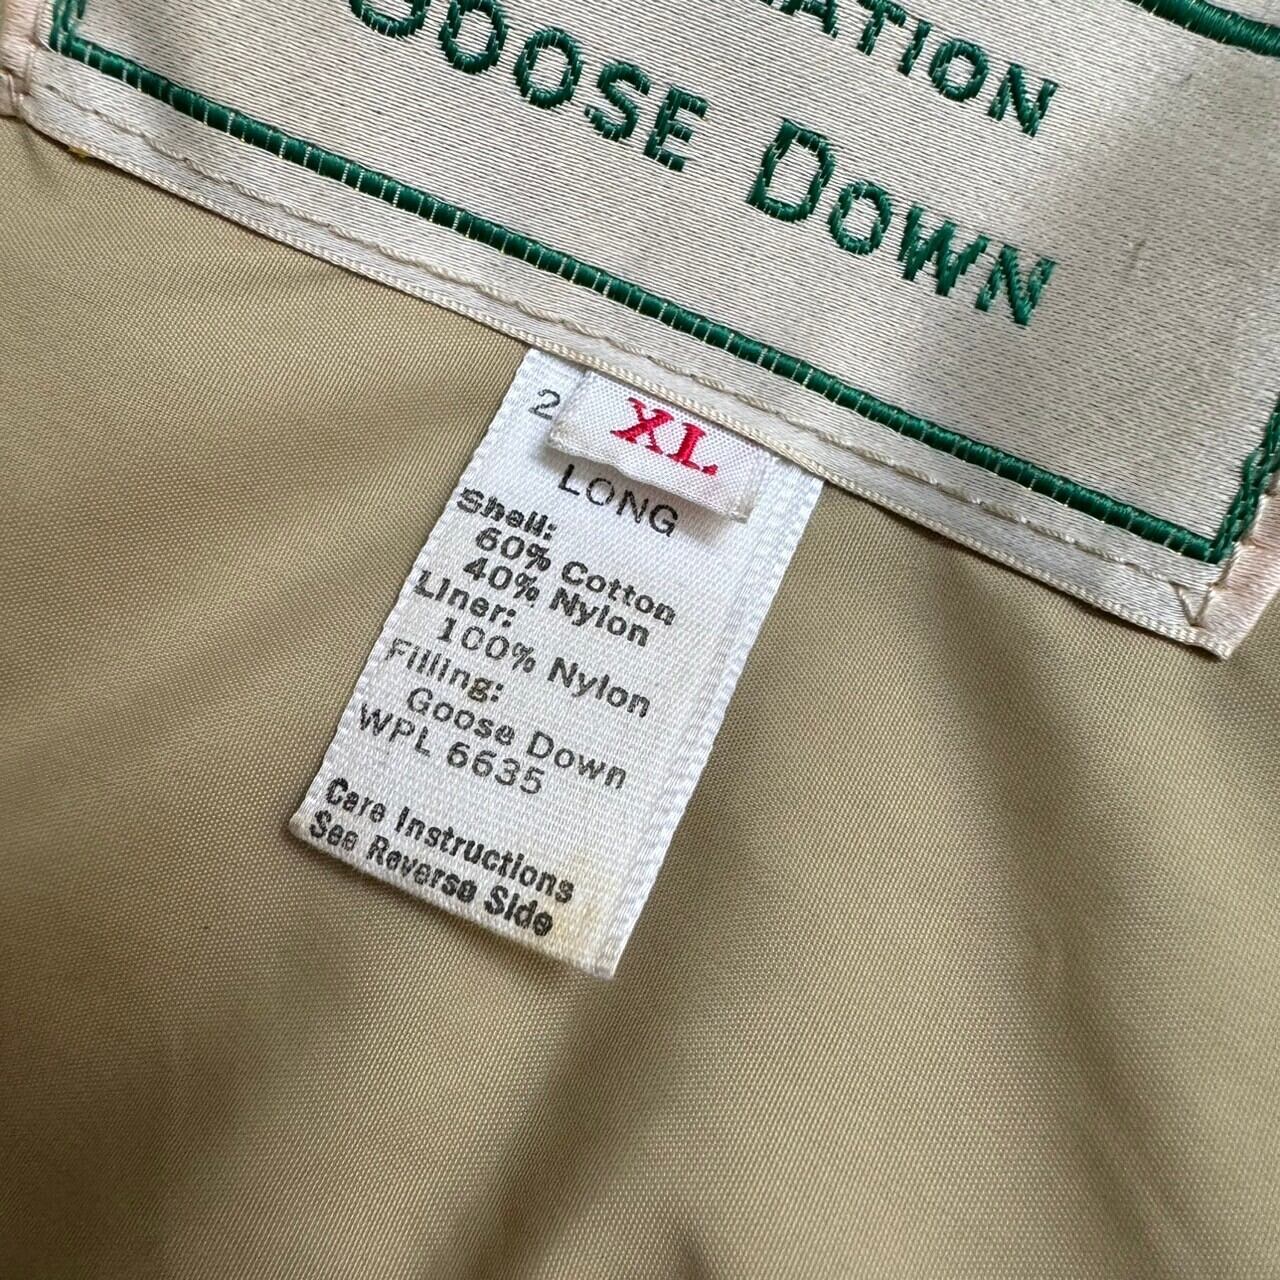 ATION
GOOSE DOWN
2
XL
LONG
Shell:
60% Cotton
40% Nylon
Liner:
100% Nylon
Filling:
Goose Down
WPL 6635
Care Instructions
See Reverse Side